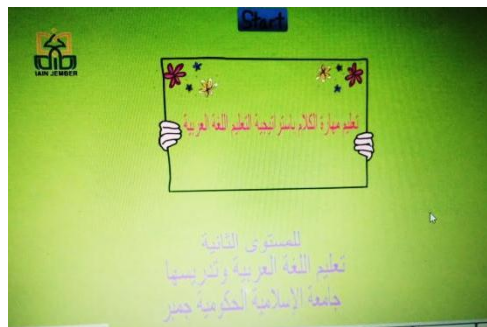 Start
IAIN JEMBER
تعليم مهارة الكلام باستراتيجية التعليم اللغة العربية
للمستوى الثانية
تعليم اللغة العربية وتدريسها
جامعة الإسلامية الحكومية جمبر